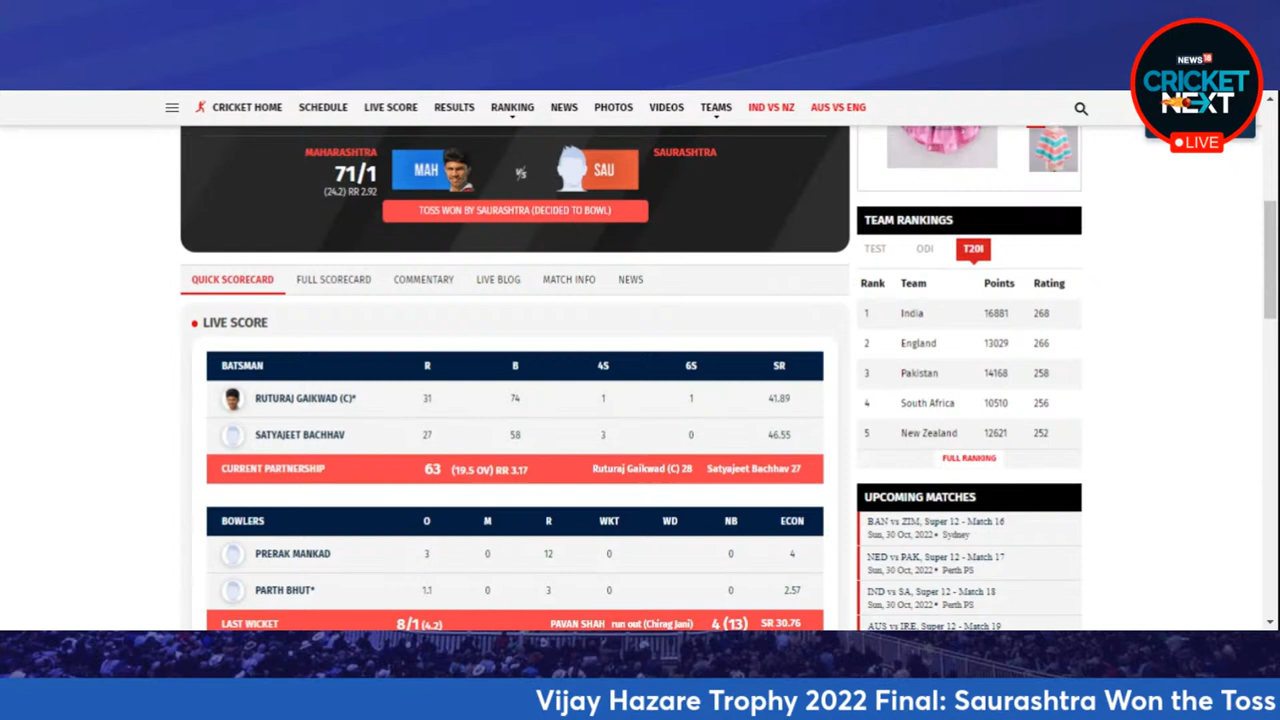 NEWS18
CRICKET
NEXT
LIVE
CRICKET HOME SCHEDULE LIVE SCORE RESULTS RANKING NEWS PHOTOS VIDEOS TEAMS IND VS NZ AUS VS ENG
MAHARASHTRA
71/1
(24.2) RR 2.92
MAH
V/S
SAU
SAURASHTRA
TOSS WON BY SAURASHTRA (DECIDED TO BOWL)
QUICK SCORECARD FULL SCORECARD COMMENTARY LIVE BLOG MATCH INFO NEWS
LIVE SCORE
BATSMAN R B 4S 6S SR
RUTURAJ GAIKWAD (C)* 31 74 1 1 41.89
SATYAJEET BACHHAV 27 58 3 0 46.55
CURRENT PARTNERSHIP 63 (19.5 OV) RR 3.17 Ruturaj Gaikwad (C) 28 Satyajeet Bachhav 27
BOWLERS O M R WKT WD NB ECON
PRERAK MANKAD 3 0 12 0 0 4
PARTH BHUT* 1.1 0 3 0 0 2.57
LAST WICKET 8/1 (4.2) PAVAN SHAH run out (Chirag Jani) 4 (13) SR 30.76
TEAM RANKINGS
TEST ODI T20I
Rank Team Points Rating
1 India 16881 268
2 England 13029 266
3 Pakistan 14168 258
4 South Africa 10510 256
5 New Zealand 12621 252
FULL RANKING
UPCOMING MATCHES
BAN vs ZIM, Super 12 - Match 16
Sun, 30 Oct, 2022• Sydney
NED vs PAK, Super 12 - Match 17
Sun, 30 Oct, 2022• Perth PS
IND vs SA, Super 12 - Match 18
Sun, 30 Oct, 2022• Perth PS
AUS vs IRE, Super 12 - Match 19
Vijay Hazare Trophy 2022 Final: Saurashtra Won the Toss